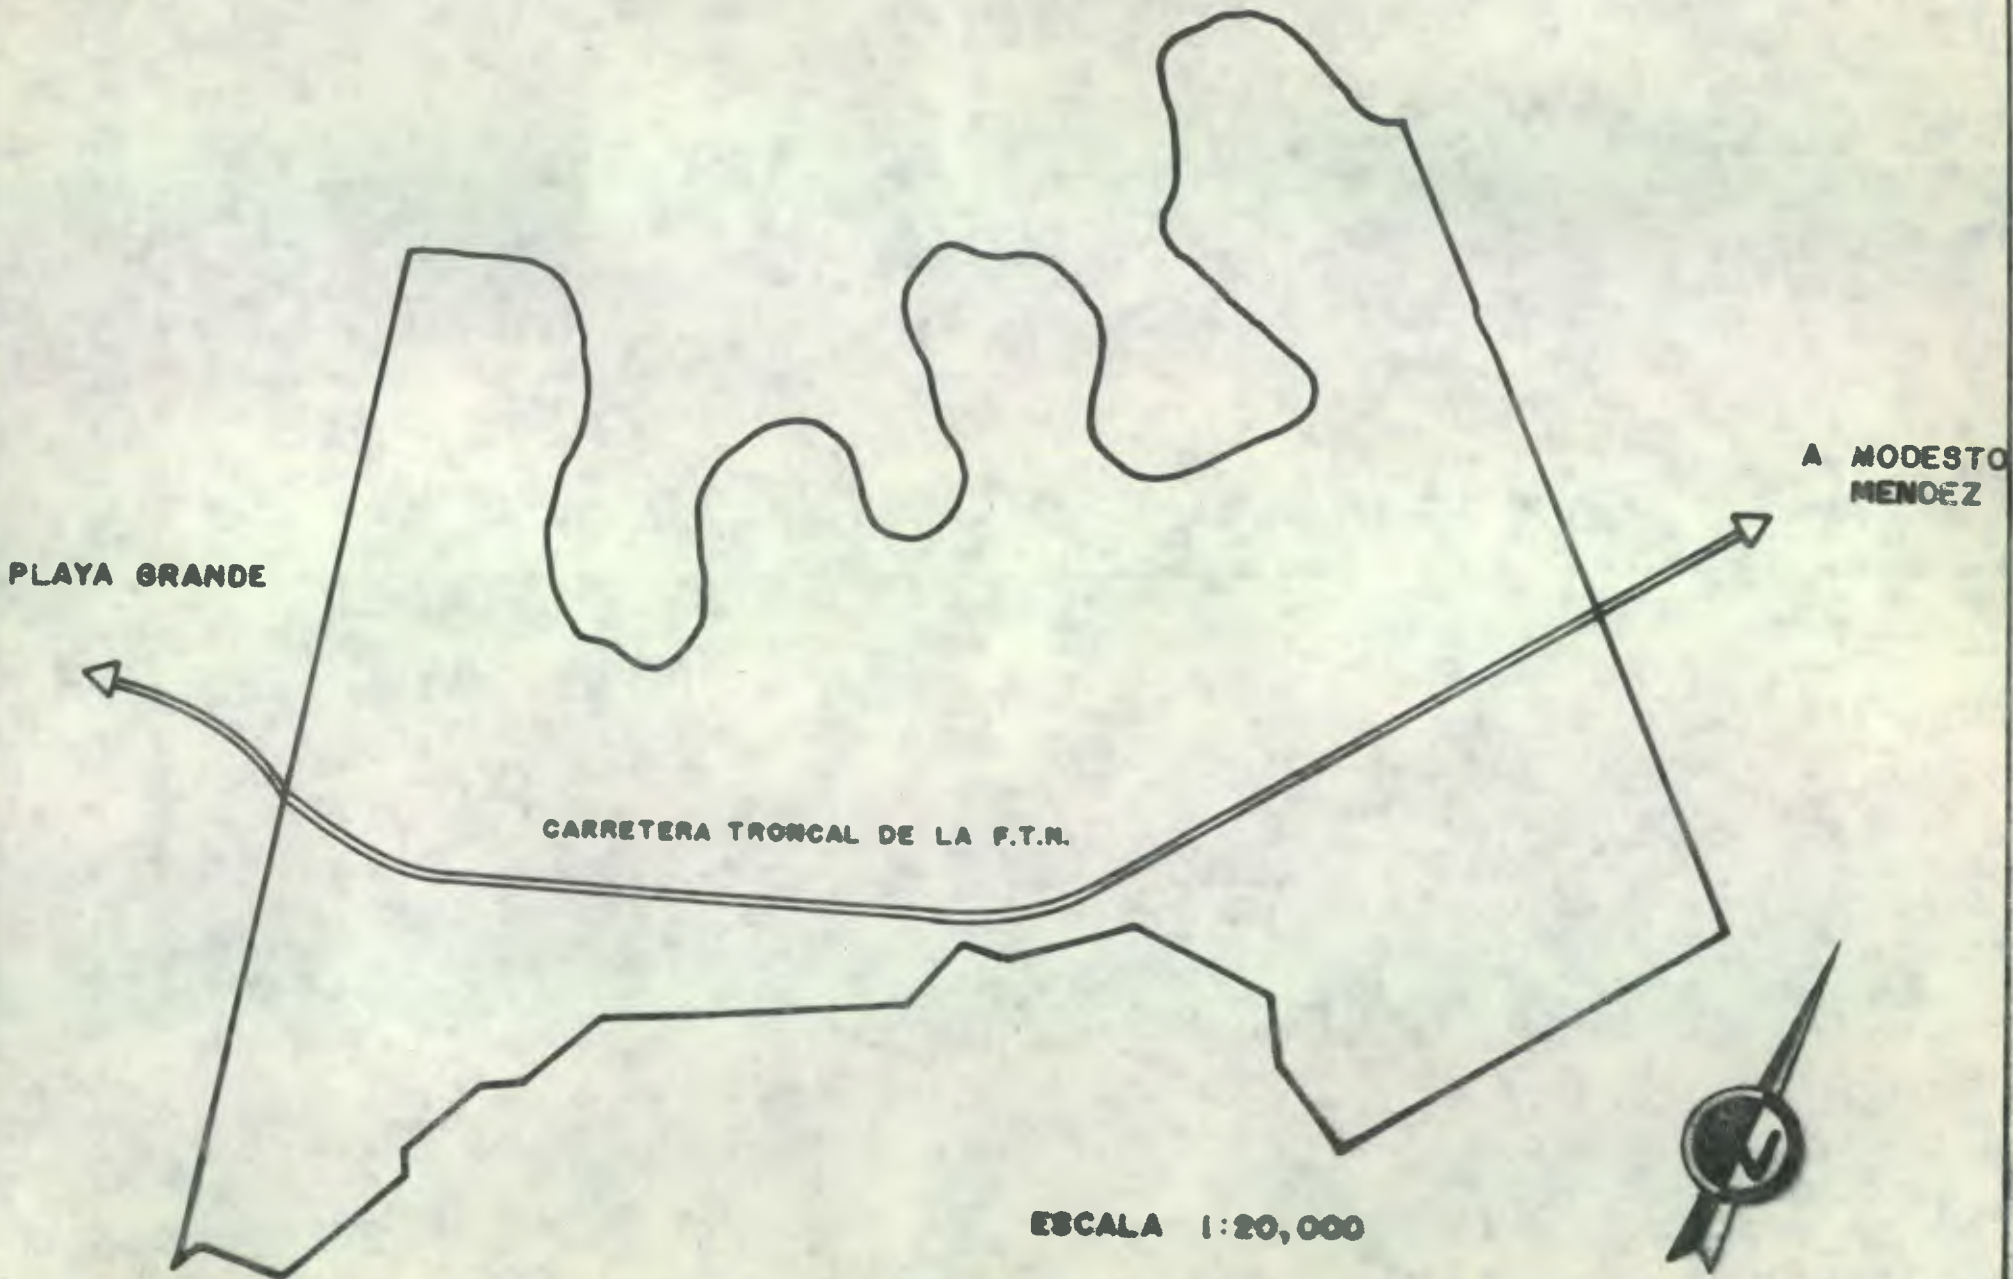 A MODESTO
MENDEZ
PLAYA GRANDE
CARRETERA TRONCAL DE LA F.T.N.
ESCALA 1:20,000
N